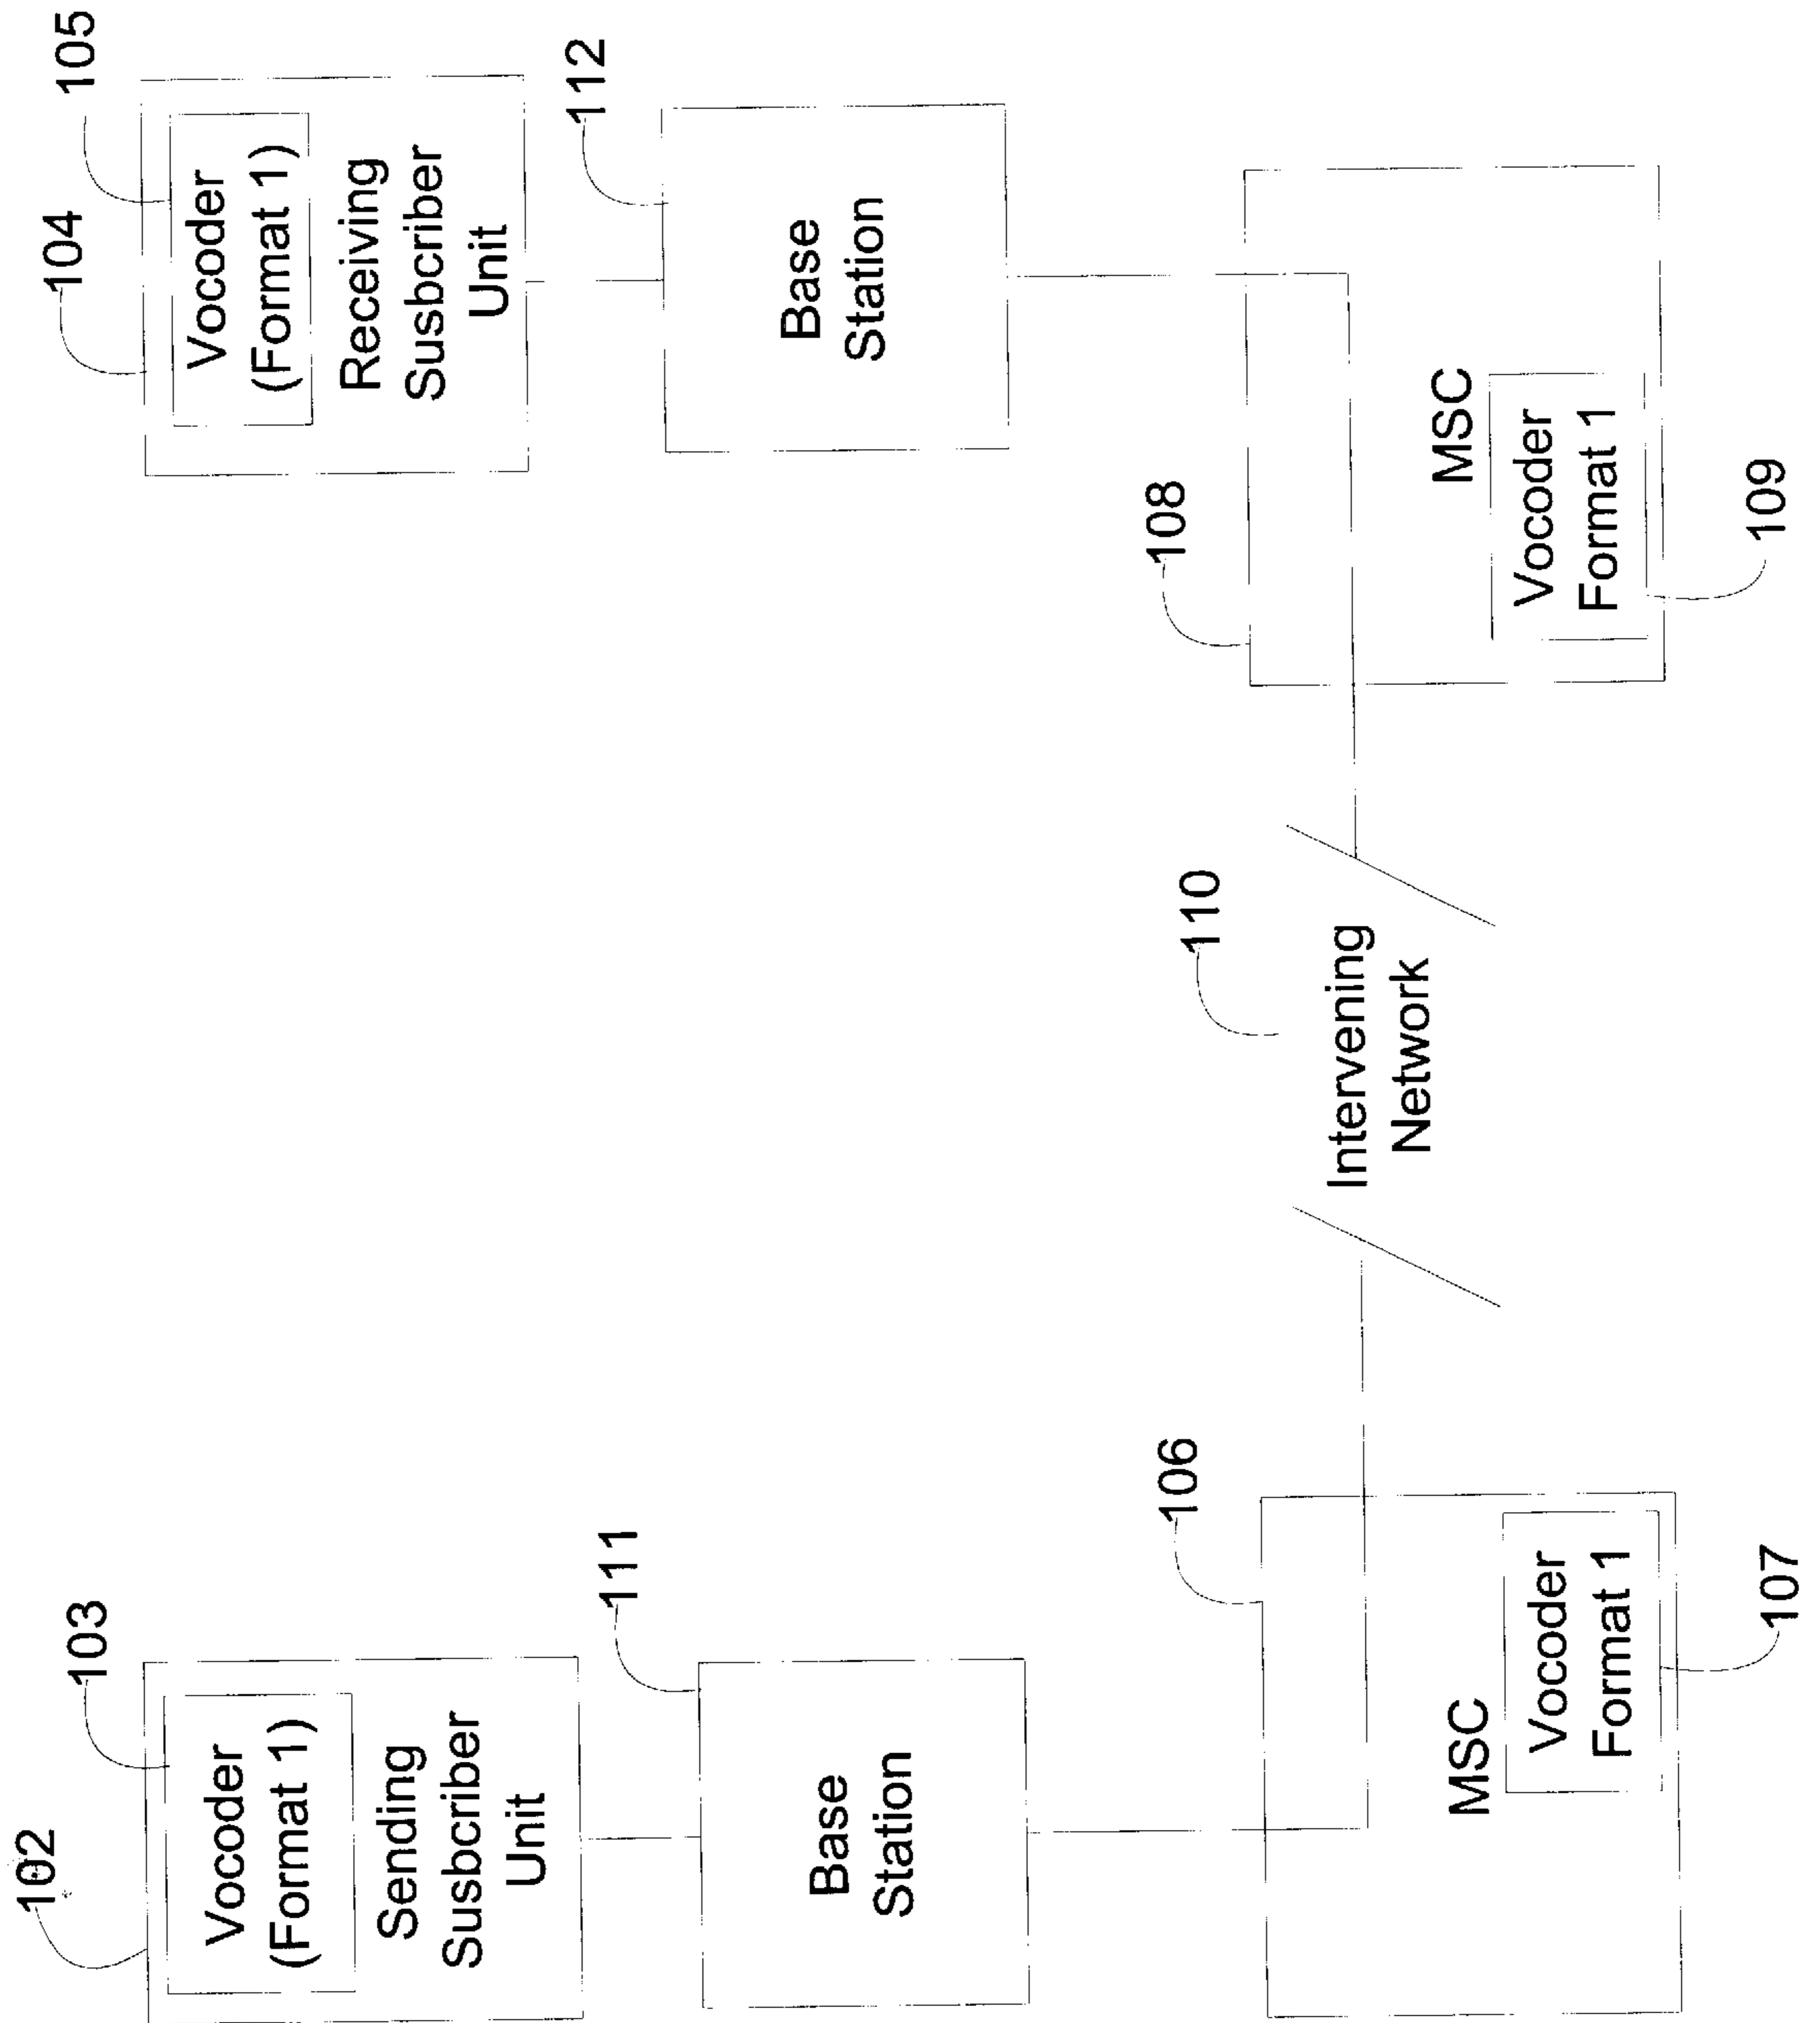 102
103
Vocoder
(Format 1)
Sending
Susbcriber
Unit
111
Base
Station
106
MSC
Vocoder
Format 1
107
110
Intervening
Network
104
105
Vocoder
(Format 1)
Receiving
Susbcriber
Unit
112
Base
Station
108
MSC
Vocoder
Format 1
109